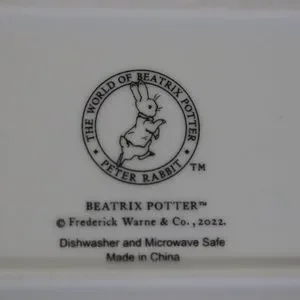 THE WORLD OF BEATRIX POTTER
• PETER RABBIT •
TM
BEATRIX POTTER™
© Frederick Warne & Co., 2022.
Dishwasher and Microwave Safe
Made in China